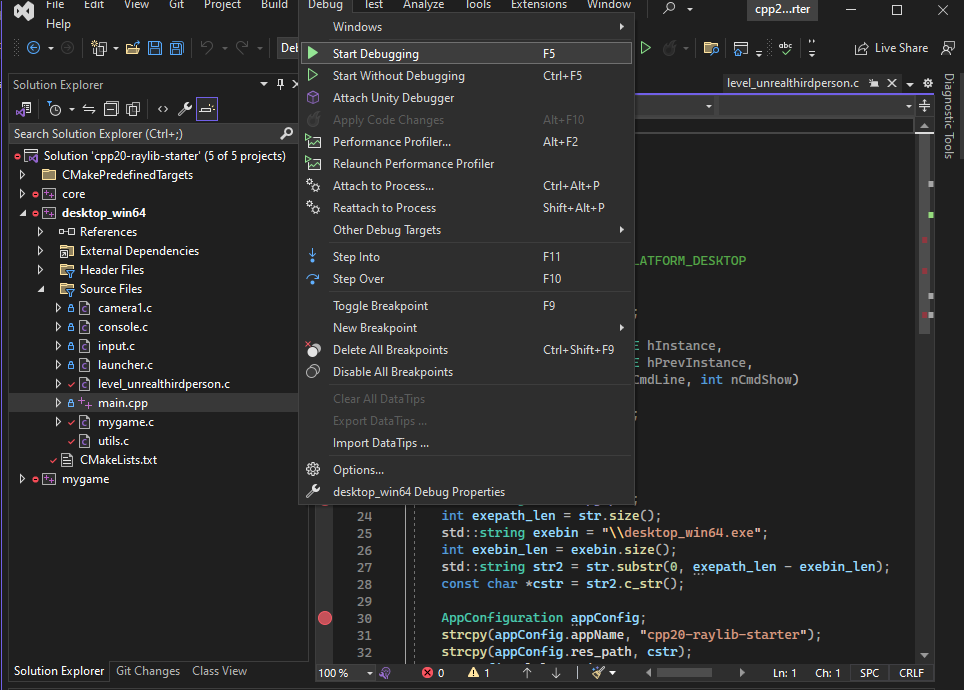 File Edit View Git Project Build Debug Test Analyze Tools Extensions Window cpp2...rter
Help
Live Share
Solution Explorer
Search Solution Explorer (Ctrl+;)
Solution 'cpp20-raylib-starter' (5 of 5 projects)
CMakePredefinedTargets
core
desktop_win64
References
External Dependencies
Header Files
Source Files
camera1.c
console.c
input.c
launcher.c
level_unrealthirdperson.c
main.cpp
mygame.c
utils.c
CMakeLists.txt
mygame
Solution Explorer Git Changes Class View
Windows
Start Debugging F5
Start Without Debugging Ctrl+F5
Attach Unity Debugger
Apply Code Changes Alt+F10
Performance Profiler... Alt+F2
Relaunch Performance Profiler
Attach to Process... Ctrl+Alt+P
Reattach to Process Shift+Alt+P
Other Debug Targets
Step Into F11
Step Over F10
Toggle Breakpoint F9
New Breakpoint
Delete All Breakpoints Ctrl+Shift+F9
Disable All Breakpoints
Clear All DataTips
Export DataTips ...
Import DataTips ...
Options...
desktop_win64 Debug Properties
level_unrealthirdperson.c
Diagnostic Tools
LATFORM_DESKTOP
;
E hInstance,
E hPrevInstance,
CmdLine, int nCmdShow)
;
24 int exepath_len = str.size();
25 std::string exebin = "\\desktop_win64.exe";
26 int exebin_len = exebin.size();
27 std::string str2 = str.substr(0, exepath_len - exebin_len);
28 const char *cstr = str2.c_str();
29
30 AppConfiguration appConfig;
31 strcpy(appConfig.appName, "cpp20-raylib-starter");
32 strcpy(appConfig.res_path, cstr);
100 % 0 1 Ln: 1 Ch: 1 SPC CRLF